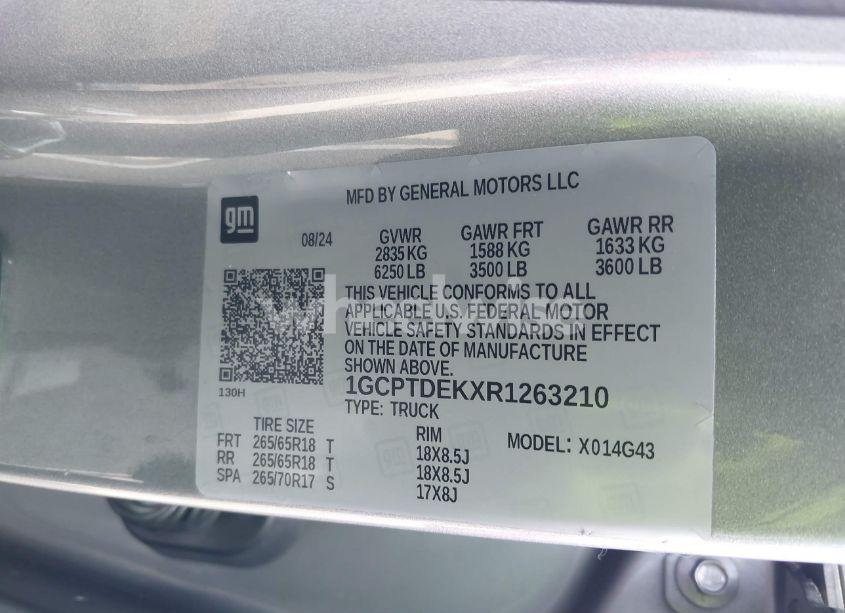 MFD BY GENERAL MOTORS LLC
gm
08/24
GVWR GAWR FRT GAWR RR
2835 KG 1588 KG 1633 KG
6250 LB 3500 LB 3600 LB
THIS VEHICLE CONFORMS TO ALL
APPLICABLE U.S. FEDERAL MOTOR
VEHICLE SAFETY STANDARDS IN EFFECT
ON THE DATE OF MANUFACTURE
SHOWN ABOVE.
130H
1GCPTDEKXR1263210
TYPE: TRUCK
TIRE SIZE RIM MODEL: X014G43
FRT 265/65R18 T 18X8.5J
RR 265/65R18 T 18X8.5J
SPA 265/70R17 S 17X8J